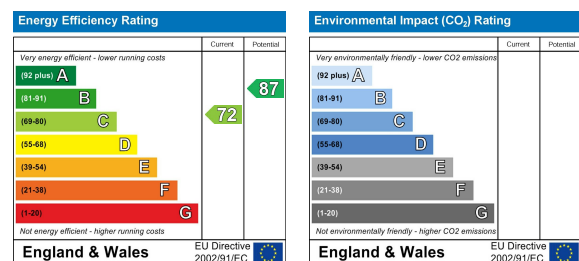 Energy Efficiency Rating
Current Potential
Very energy efficient - lower running costs
(92 plus) A
(81-91) B
87
(69-80) C
72
(55-68) D
(39-54) E
(21-38) F
(1-20) G
Not energy efficient - higher running costs
England & Wales
EU Directive
2002/91/EC
Environmental Impact (CO2) Rating
Current Potential
Very environmentally friendly - lower CO2 emissions
(92 plus) A
(81-91) B
(69-80) C
(55-68) D
(39-54) E
(21-38) F
(1-20) G
Not environmentally friendly - higher CO2 emissions
England & Wales
EU Directive
2002/91/EC